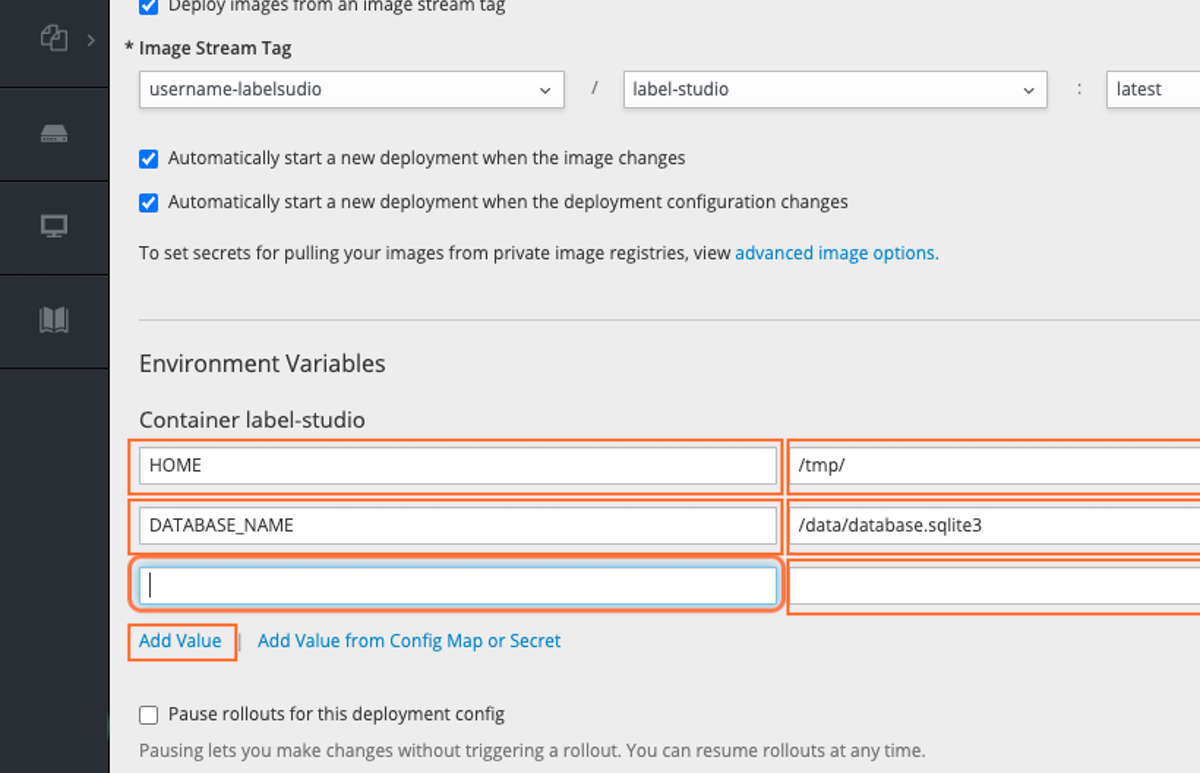 Deploy images from an image stream tag
* Image Stream Tag
username-labelsudio / label-studio : latest
Automatically start a new deployment when the image changes
Automatically start a new deployment when the deployment configuration changes
To set secrets for pulling your images from private image registries, view advanced image options.
Environment Variables
Container label-studio
HOME /tmp/
DATABASE_NAME /data/database.sqlite3
Add Value | Add Value from Config Map or Secret
Pause rollouts for this deployment config
Pausing lets you make changes without triggering a rollout. You can resume rollouts at any time.